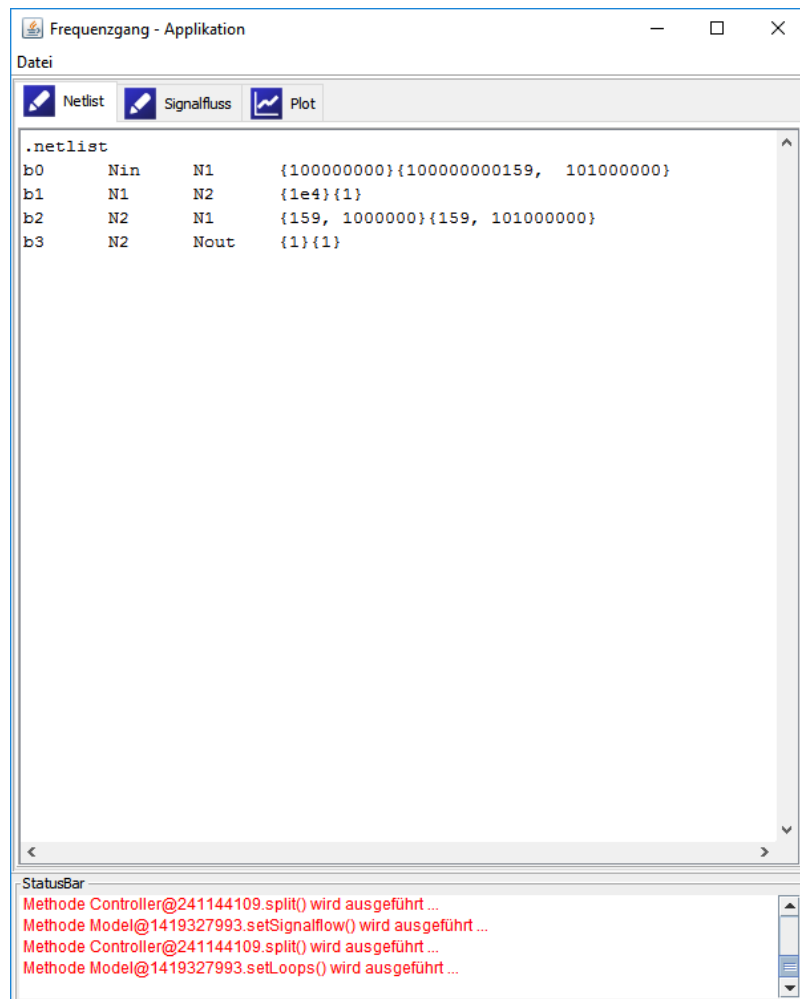 Frequenzgang - Applikation
Datei
Netlist Signalfluss Plot
.netlist
b0 Nin N1 {100000000}{100000000159, 101000000}
b1 N1 N2 {1e4}{1}
b2 N2 N1 {159, 1000000}{159, 101000000}
b3 N2 Nout {1}{1}
StatusBar
Methode Controller@241144109.split() wird ausgeführt ...
Methode Model@1419327993.setSignalflow() wird ausgeführt ...
Methode Controller@241144109.split() wird ausgeführt ...
Methode Model@1419327993.setLoops() wird ausgeführt ...